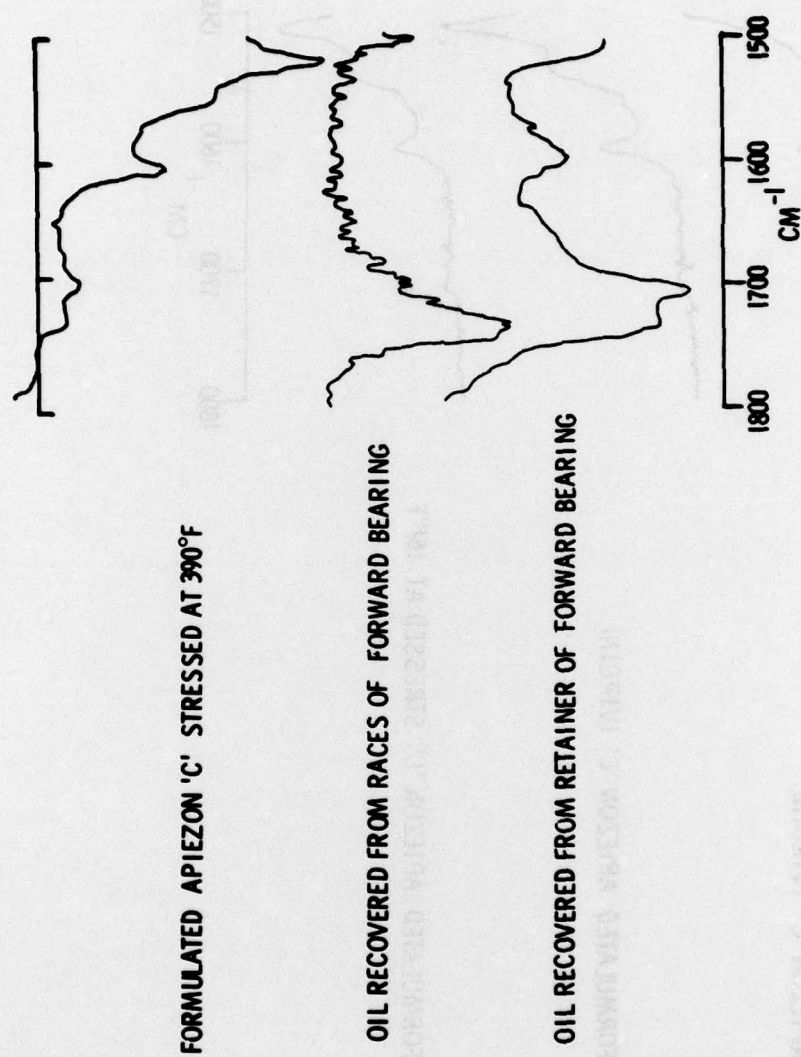 FORMULATED APIEZON 'C' STRESSED AT 390°F
OIL RECOVERED FROM RACES OF FORWARD BEARING
OIL RECOVERED FROM RETAINER OF FORWARD BEARING
1800 1700 1600 1500
CM-1